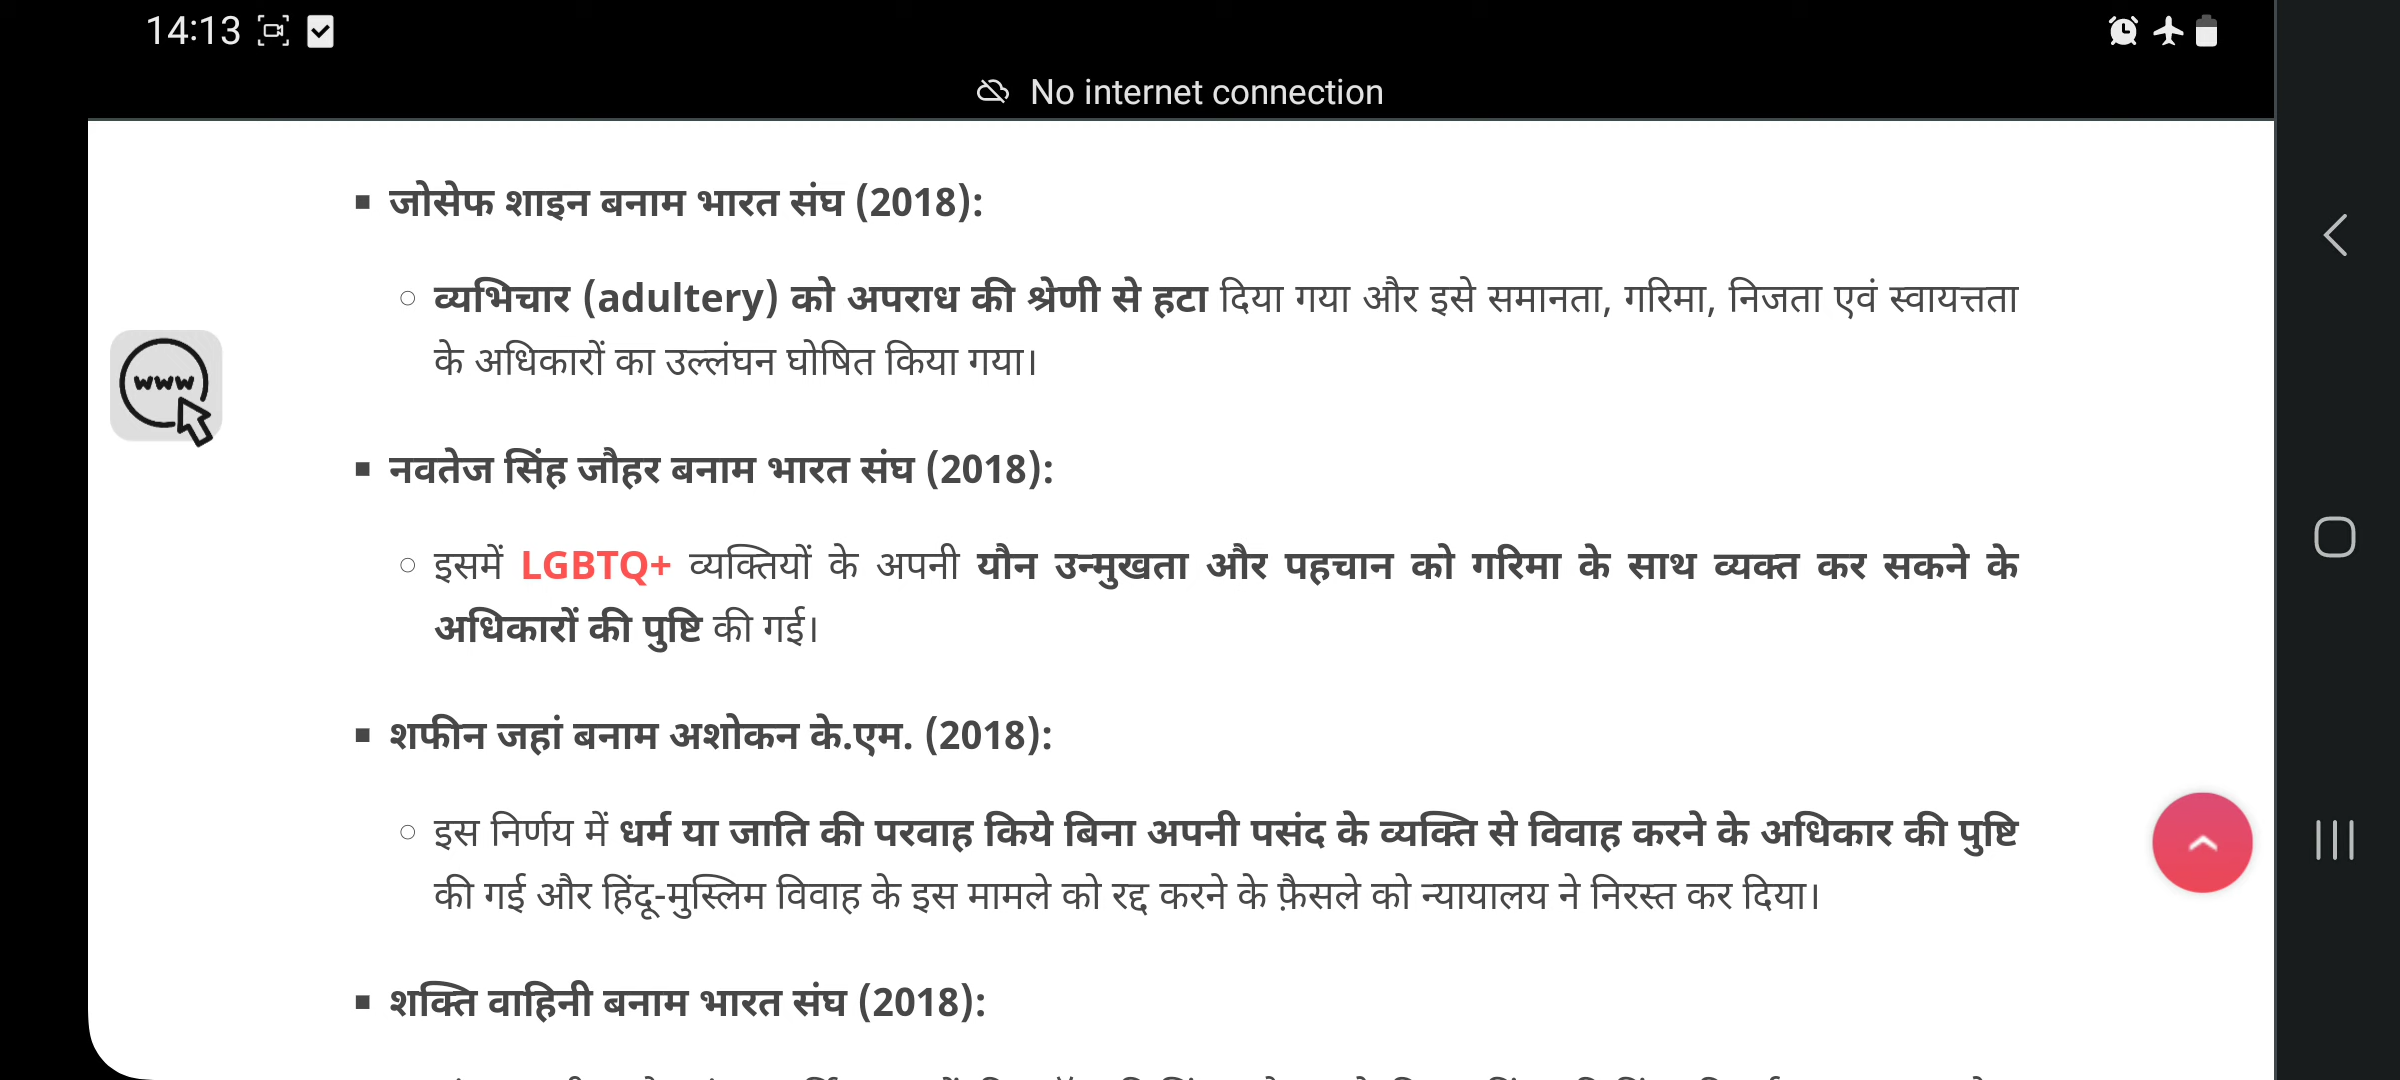 14:13
No internet connection
जोसेफ शाइन बनाम भारत संघ (2018):
व्यभिचार (adultery) को अपराध की श्रेणी से हटा दिया गया और इसे समानता, गरिमा, निजता एवं स्वायत्तता
के अधिकारों का उल्लंघन घोषित किया गया।
www
नवतेज सिंह जौहर बनाम भारत संघ (2018):
इसमें LGBTQ+ व्यक्तियों के अपनी यौन उन्मुखता और पहचान को गरिमा के साथ व्यक्त कर सकने के
अधिकारों की पुष्टि की गई।
शफीन जहां बनाम अशोकन के.एम. (2018):
इस निर्णय में धर्म या जाति की परवाह किये बिना अपनी पसंद के व्यक्ति से विवाह करने के अधिकार की पुष्टि
की गई और हिंदू-मुस्लिम विवाह के इस मामले को रद्द करने के फ़ैसले को न्यायालय ने निरस्त कर दिया।
शक्ति वाहिनी बनाम भारत संघ (2018):